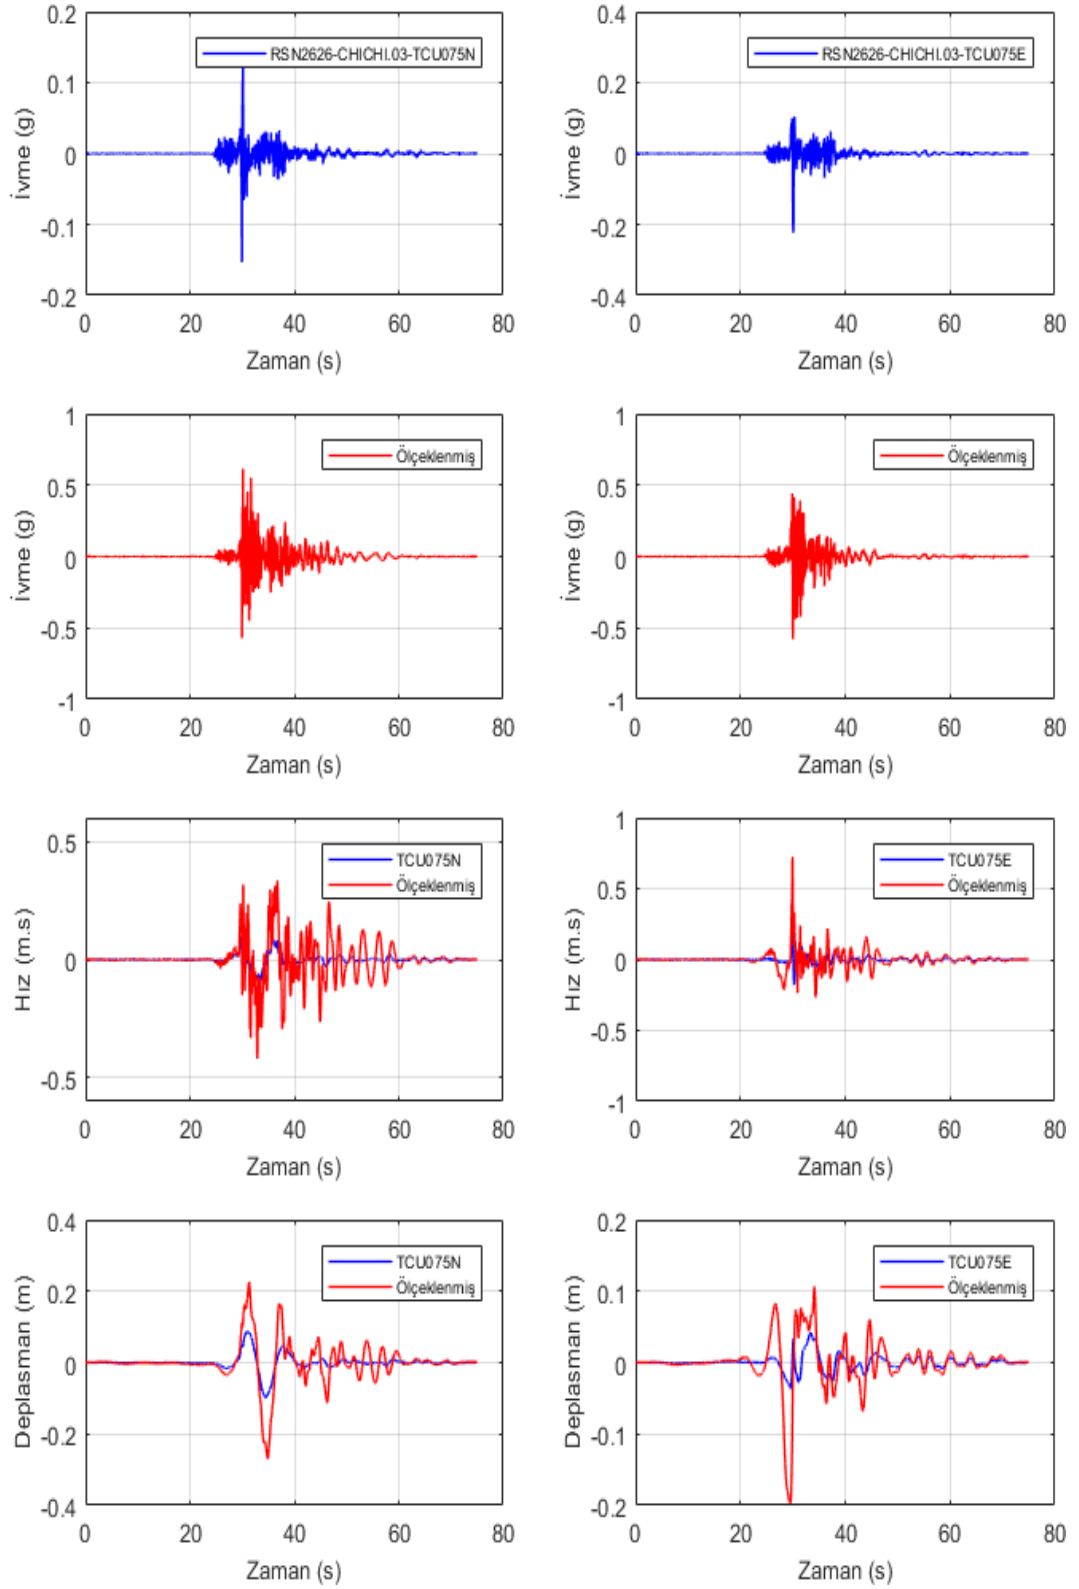 0.2
0.1
0
-0.1
-0.2
İvme (g)
RSN2626-CHICHI.03-TCU075N
0 20 40 60 80
Zaman (s)
0.4
0.2
0
-0.2
-0.4
İvme (g)
RSN2626-CHICHI.03-TCU075E
0 20 40 60 80
Zaman (s)
1
0.5
0
-0.5
-1
İvme (g)
Ölçeklenmiş
0 20 40 60 80
Zaman (s)
1
0.5
0
-0.5
-1
İvme (g)
Ölçeklenmiş
0 20 40 60 80
Zaman (s)
0.5
0
-0.5
Hız (m.s)
TCU075N
Ölçeklenmiş
0 20 40 60 80
Zaman (s)
1
0.5
0
-0.5
-1
Hız (m.s)
TCU075E
Ölçeklenmiş
0 20 40 60 80
Zaman (s)
0.4
0.2
0
-0.2
-0.4
Deplasman (m)
TCU075N
Ölçeklenmiş
0 20 40 60 80
Zaman (s)
0.2
0.1
0
-0.1
-0.2
Deplasman (m)
TCU075E
Ölçeklenmiş
0 20 40 60 80
Zaman (s)